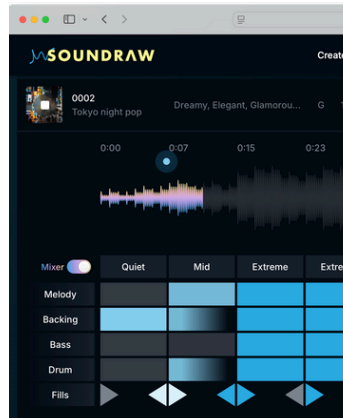 SOUNDRAW
Create
0002
Tokyo night pop
Dreamy, Elegant, Glamorou...
G
0:00 0:07 0:15 0:23
Mixer Quiet Mid Extreme Extre
Melody
Backing
Bass
Drum
Fills